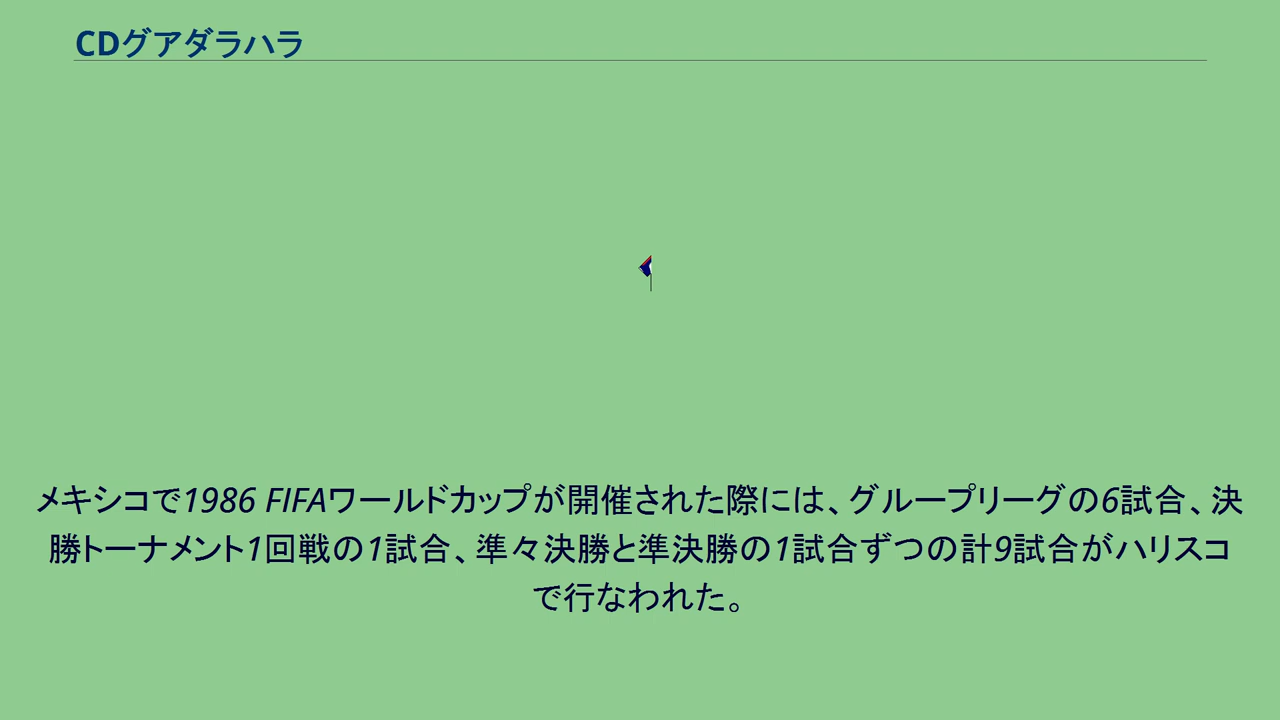 CDグアダラハラ
メキシコで1986 FIFAワールドカップが開催された際には、グループリーグの6試合、決
勝トーナメント1回戦の1試合、準々決勝と準決勝の1試合ずつの計9試合がハリスコ
で行なわれた。